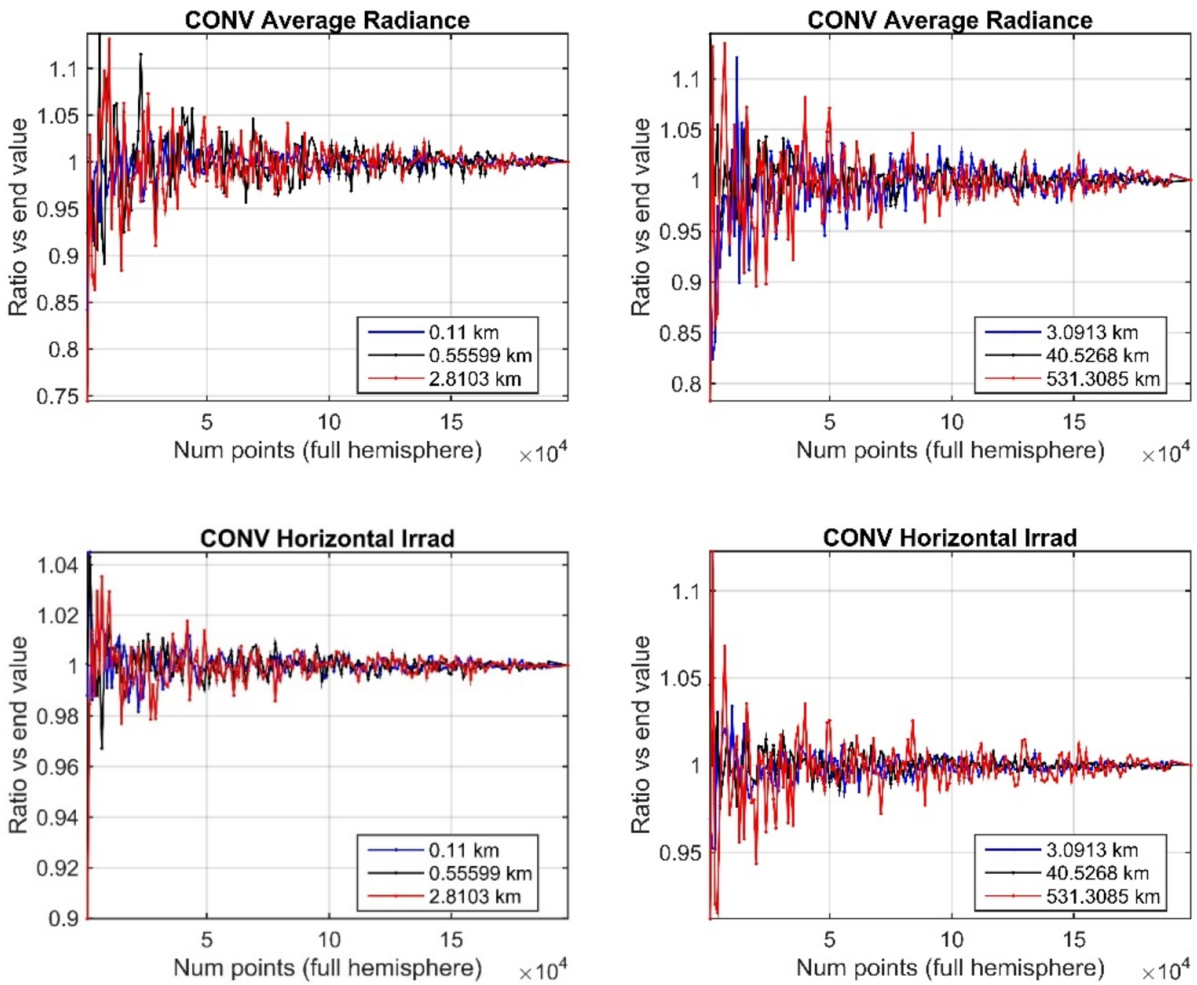 CONV Average Radiance
Ratio vs end value
1.1
1.05
1
0.95
0.9
0.85
0.8
0.75
0.11 km
0.55599 km
2.8103 km
5
10
15
Num points (full hemisphere)
×10^4
CONV Average Radiance
Ratio vs end value
1.1
1.05
1
0.95
0.9
0.85
0.8
3.0913 km
40.5268 km
531.3085 km
5
10
15
Num points (full hemisphere)
×10^4
CONV Horizontal Irrad
Ratio vs end value
1.04
1.02
1
0.98
0.96
0.94
0.92
0.9
0.11 km
0.55599 km
2.8103 km
5
10
15
Num points (full hemisphere)
×10^4
CONV Horizontal Irrad
Ratio vs end value
1.1
1.05
1
0.95
3.0913 km
40.5268 km
531.3085 km
5
10
15
Num points (full hemisphere)
×10^4